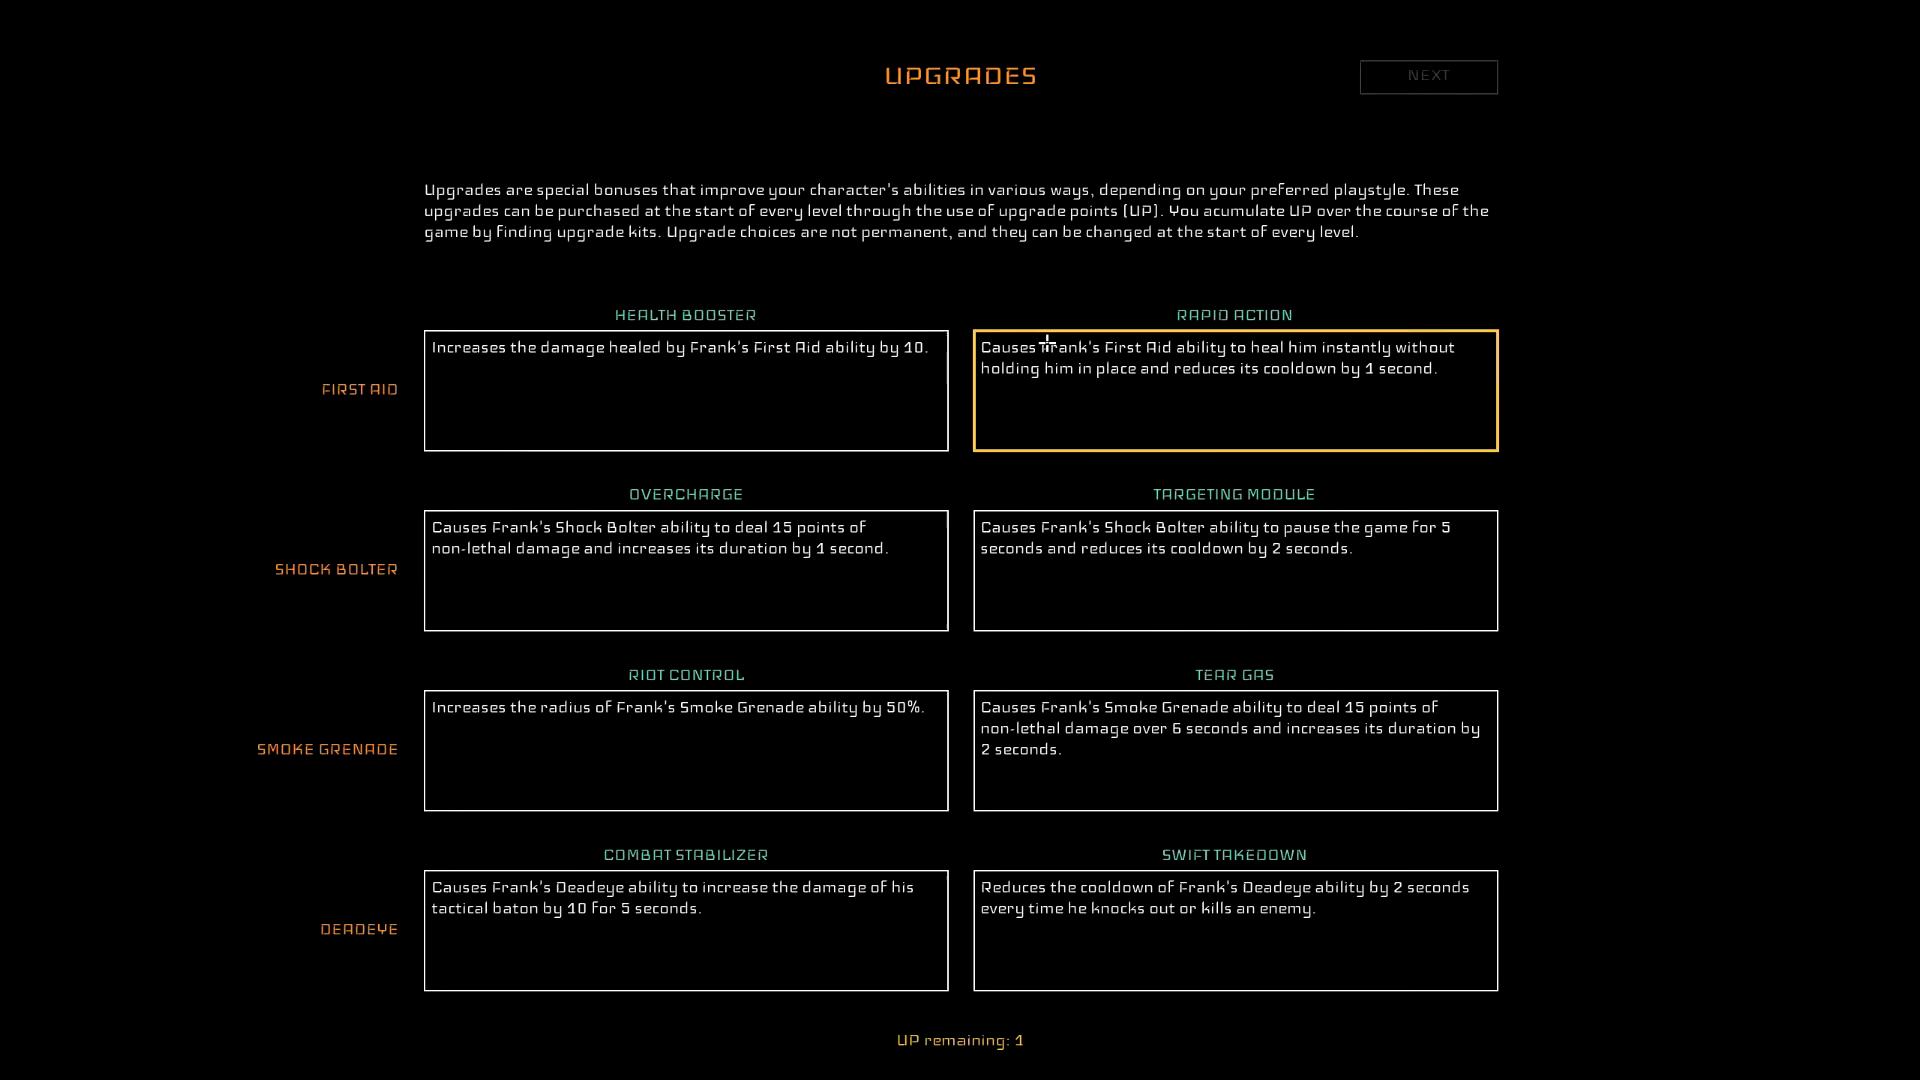 UPGRADES
NEXT
Upgrades are special bonuses that improve your character's abilities in various ways, depending on your preferred playstyle. These
upgrades can be purchased at the start of every level through the use of upgrade points (UP). You acumulate UP over the course of the
game by finding upgrade kits. Upgrade choices are not permanent, and they can be changed at the start of every level.
HEALTH BOOSTER
RAPID ACTION
FIRST AID
Increases the damage healed by Frank's First Aid ability by 10.
Causes Frank's First Aid ability to heal him instantly without
holding him in place and reduces its cooldown by 1 second.
OVERCHARGE
TARGETING MODULE
SHOCK BOLTER
Causes Frank's Shock Bolter ability to deal 15 points of
non-lethal damage and increases its duration by 1 second.
Causes Frank's Shock Bolter ability to pause the game for 5
seconds and reduces its cooldown by 2 seconds.
RIOT CONTROL
TEAR GAS
SMOKE GRENADE
Increases the radius of Frank's Smoke Grenade ability by 50%.
Causes Frank's Smoke Grenade ability to deal 15 points of
non-lethal damage over 6 seconds and increases its duration by
2 seconds.
COMBAT STABILIZER
SWIFT TAKEDOWN
DEADEYE
Causes Frank's Deadeye ability to increase the damage of his
tactical baton by 10 for 5 seconds.
Reduces the cooldown of Frank's Deadeye ability by 2 seconds
every time he knocks out or kills an enemy.
UP remaining: 1